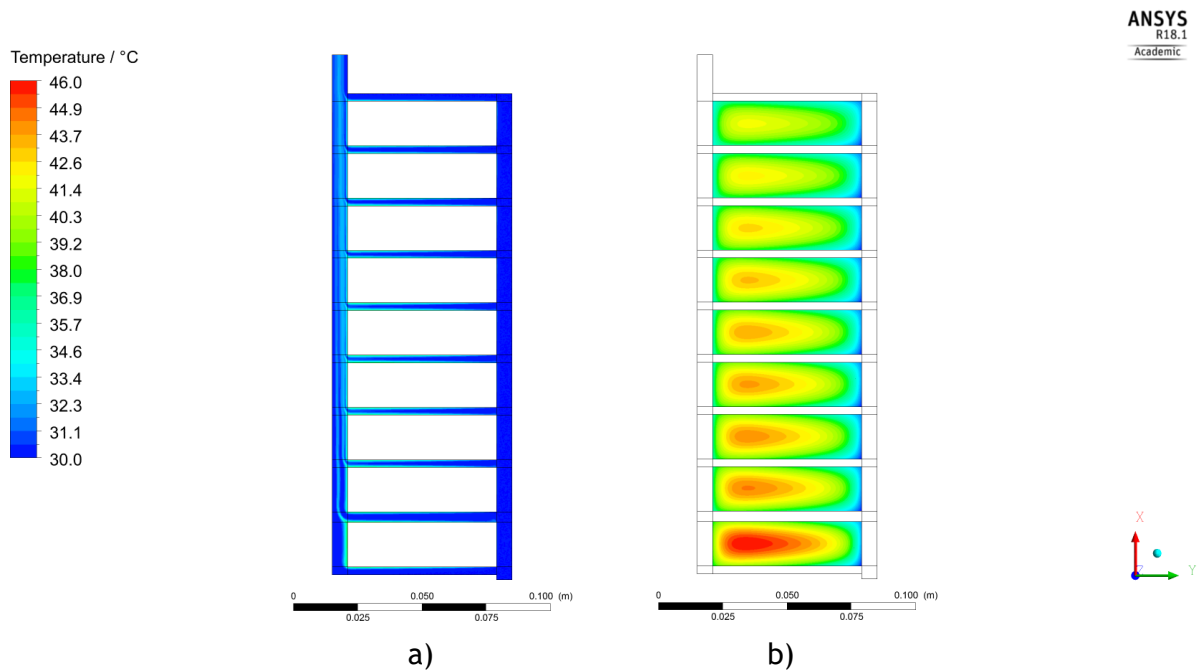 ANSYS
R18.1
Academic
Temperature / °C
46.0
44.9
43.7
42.6
41.4
40.3
39.2
38.0
36.9
35.7
34.6
33.4
32.3
31.1
30.0
X
Y
Z
0 0.050 0.100 (m)
0.025 0.075
0 0.050 0.100 (m)
0.025 0.075
a) b)